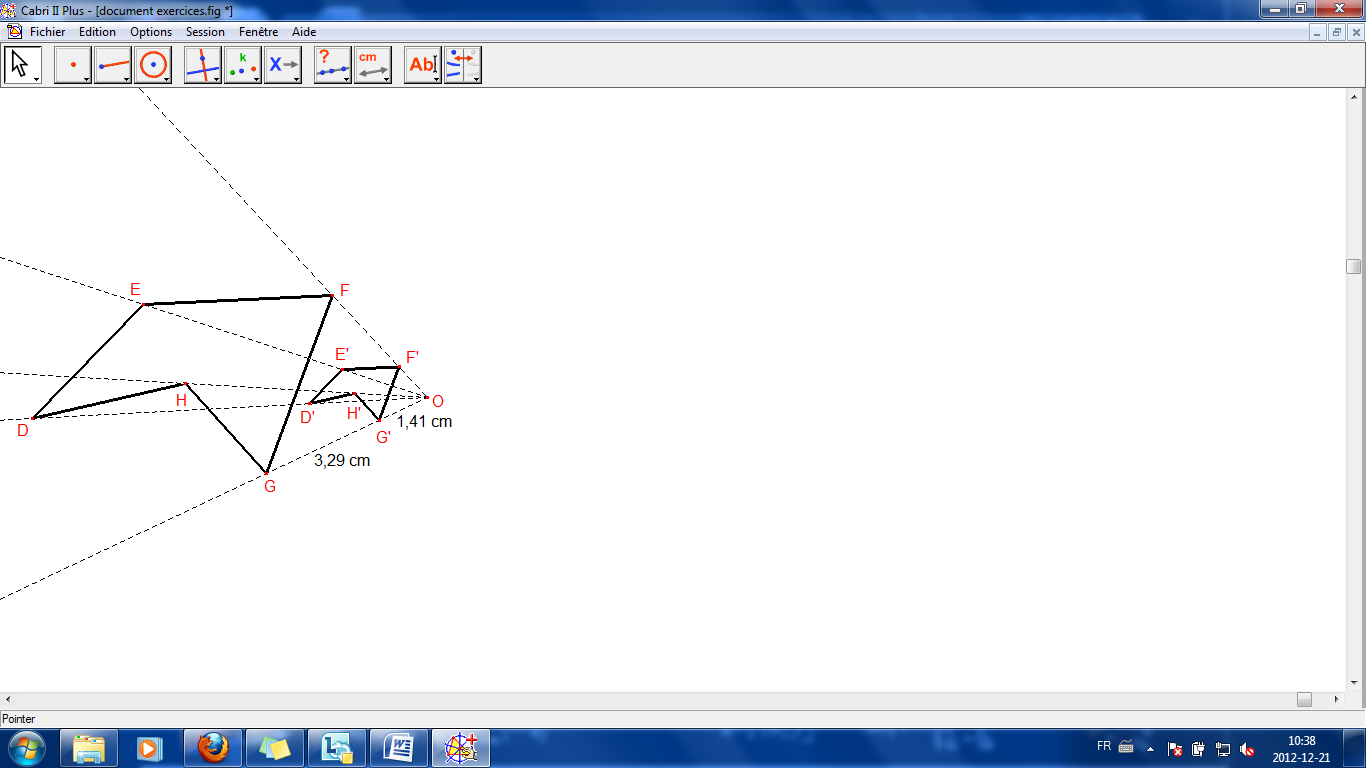 Cabri II Plus - [document exercices.fig *]
Fichier Edition Options Session Fenêtre Aide
k
X
?
cm
Ab
E
F
E'
F'
H
D'
H'
O
D
G'
1,41 cm
3,29 cm
G
Pointer
FR
10:38
2012-12-21